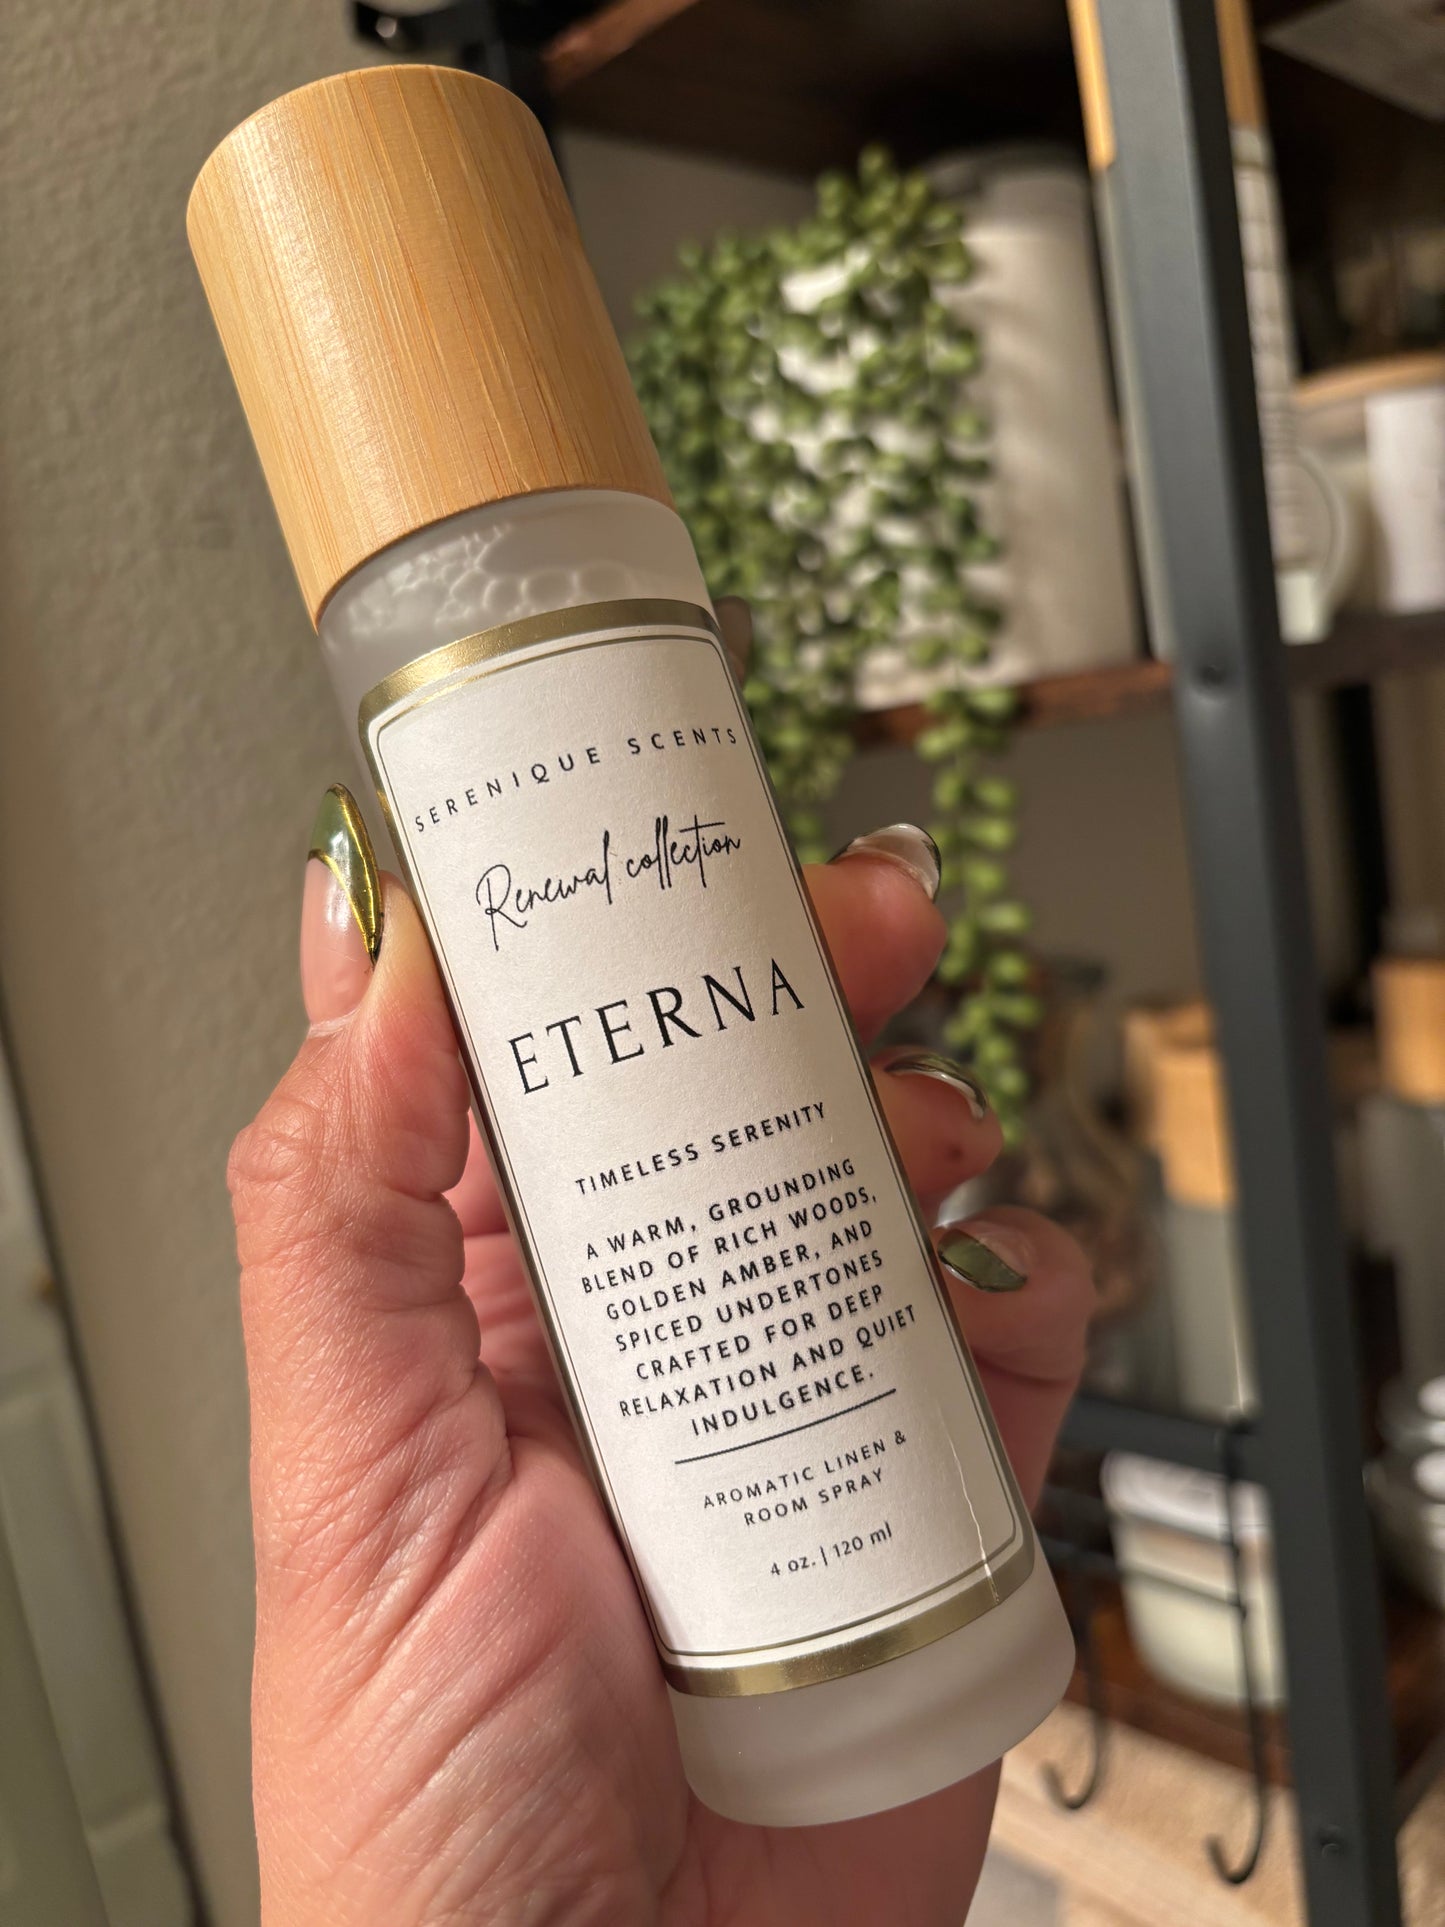 SERENIQUE SCENTS
Renewal collection
ETERNA
TIMELESS SERENITY
A WARM, GROUNDING
BLEND OF RICH WOODS,
GOLDEN AMBER, AND
SPICED UNDERTONES
CRAFTED FOR DEEP
RELAXATION AND QUIET
INDULGENCE.
AROMATIC LINEN &
ROOM SPRAY
4 oz. | 120 ml